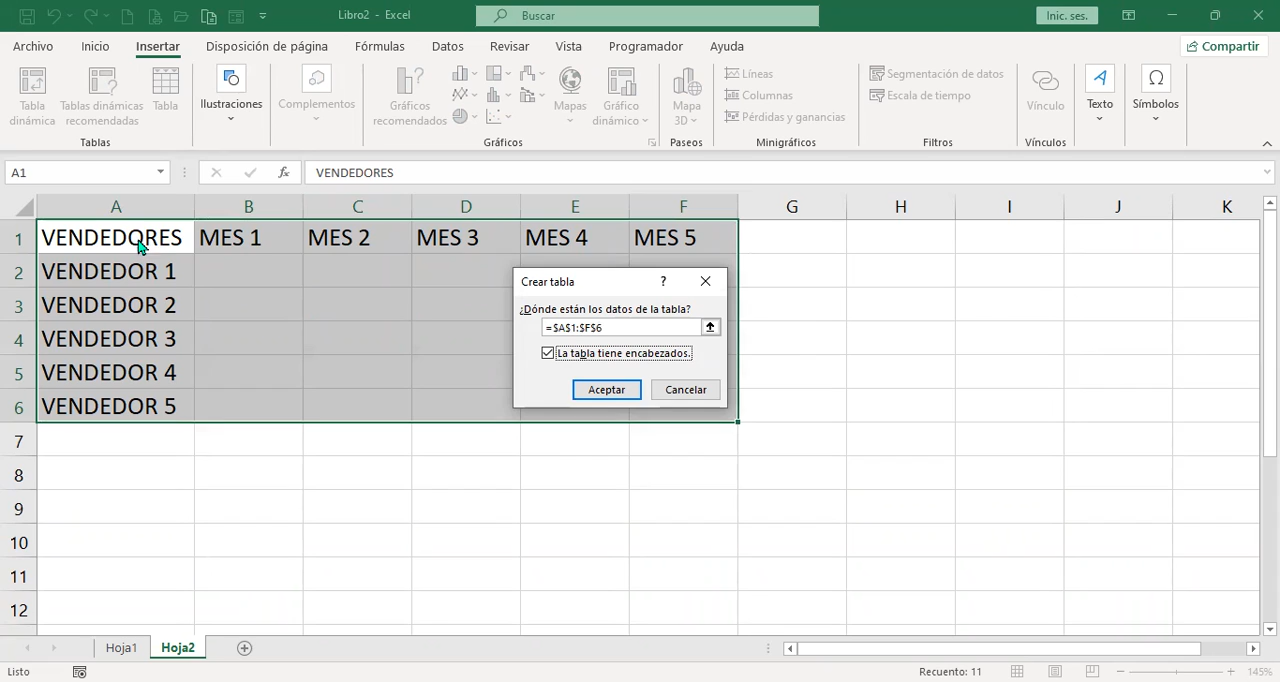 Libro2 - Excel
Buscar
Inic. ses.
Archivo Inicio Insertar Disposición de página Fórmulas Datos Revisar Vista Programador Ayuda
Compartir
Tabla dinámica
Tablas dinámicas recomendadas
Tabla
Ilustraciones
Complementos
Gráficos recomendados
Mapas
Gráfico dinámico
Mapa 3D
Líneas
Columnas
Pérdidas y ganancias
Segmentación de datos
Escala de tiempo
Vínculo
Texto
Símbolos
Tablas Gráficos Paseos Minigráficos Filtros Vínculos
A1 fx VENDEDORES
A B C D E F G H I J K
1 VENDEDORES MES 1 MES 2 MES 3 MES 4 MES 5
2 VENDEDOR 1
3 VENDEDOR 2
4 VENDEDOR 3
5 VENDEDOR 4
6 VENDEDOR 5
7
8
9
10
11
12
Crear tabla ?
¿Dónde están los datos de la tabla?
=$A$1:$F$6
La tabla tiene encabezados.
Aceptar Cancelar
Hoja1 Hoja2
Listo Recuento: 11 145%